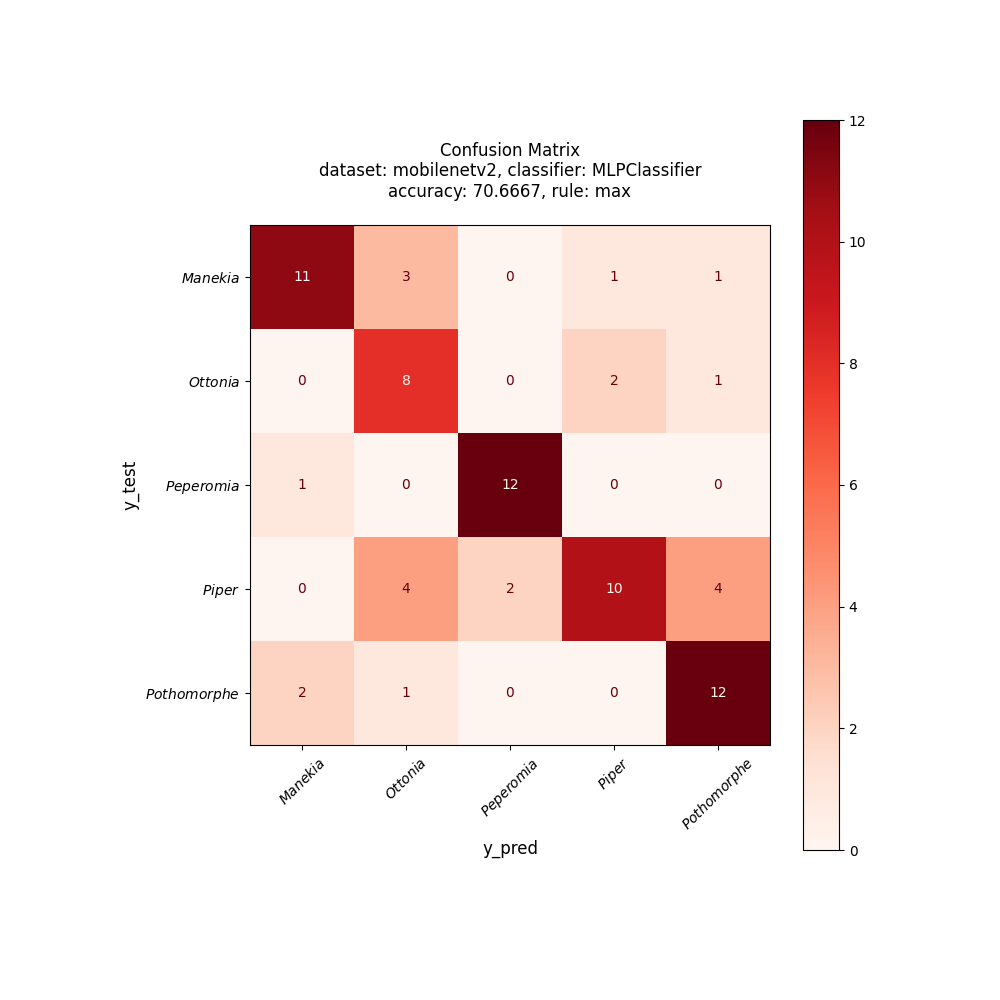 Confusion Matrix
dataset: mobilenetv2, classifier: MLPClassifier
accuracy: 70.6667, rule: max
Manekia 11 3 0 1 1
Ottonia 0 8 0 2 1
Peperomia 1 0 12 0 0
Piper 0 4 2 10 4
Pothomorphe 2 1 0 0 12
y_test
Manekia Ottonia Peperomia Piper Pothomorphe
y_pred
12
10
8
6
4
2
0